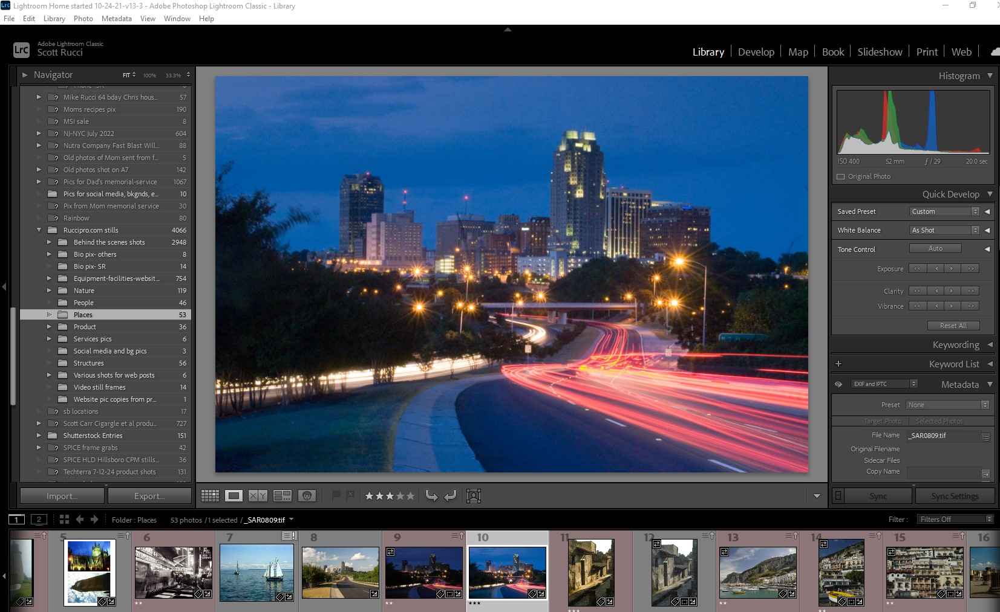 Lightroom Home started 10-24-21-v13-3 - Adobe Photoshop Lightroom Classic - Library
File Edit Library Photo Metadata View Window Help
LrC Adobe Lightroom Classic
Scott Rucci
Library Develop Map Book Slideshow Print Web
Navigator FIT 100% 33.3%
Mike Rucci 64 bday Chris hous... 57
Moms recipes pix 190
MSI sale 8
NJ-NYC July 2022 604
Nutra Company Fast Blast Will... 88
Old photos of Mom sent from f... 5
Old photos shot on A7 142
Pics for Dad's memorial-service 1067
Pics for social media, bkgnds, e... 10
Pix from Mom memorial service 30
Rainbow 80
Ruccipro.com stills 4066
Behind the scenes shots 2948
Bio pix- others 8
Bio pix- SR 14
Equipment-facilities-websit... 754
Nature 119
People 46
Places 53
Product 36
Services pics 6
Social media and bg pics 3
Structures 56
Various shots for web posts 6
Video still frames 14
Website pic copies from pr... 1
sb locations 17
Scott Carr Cigargle et al produ... 727
Shutterstock Entries 151
SPICE frame grabs 42
SPICE HLD Hillsboro CPM stills... 36
Techterra 7-12-24 product shots 131
Import... Export...
Histogram
ISO 400 52 mm ƒ / 29 20.0 sec
Original Photo
Quick Develop
Saved Preset Custom
White Balance As Shot
Tone Control Auto
Exposure
Clarity
Vibrance
Reset All
Keywording
Keyword List
EXIF and IPTC Metadata
Preset None
Target Photo Selected Photos
File Name _SAR0809.tif
Original Filename
Sidecar Files
Copy Name
Sync Sync Settings
X Y
1 2 Folder : Places 53 photos / 1 selected / _SAR0809.tif Filter : Filters Off
5 6 7 8 9 10 11 12 13 14 15 16